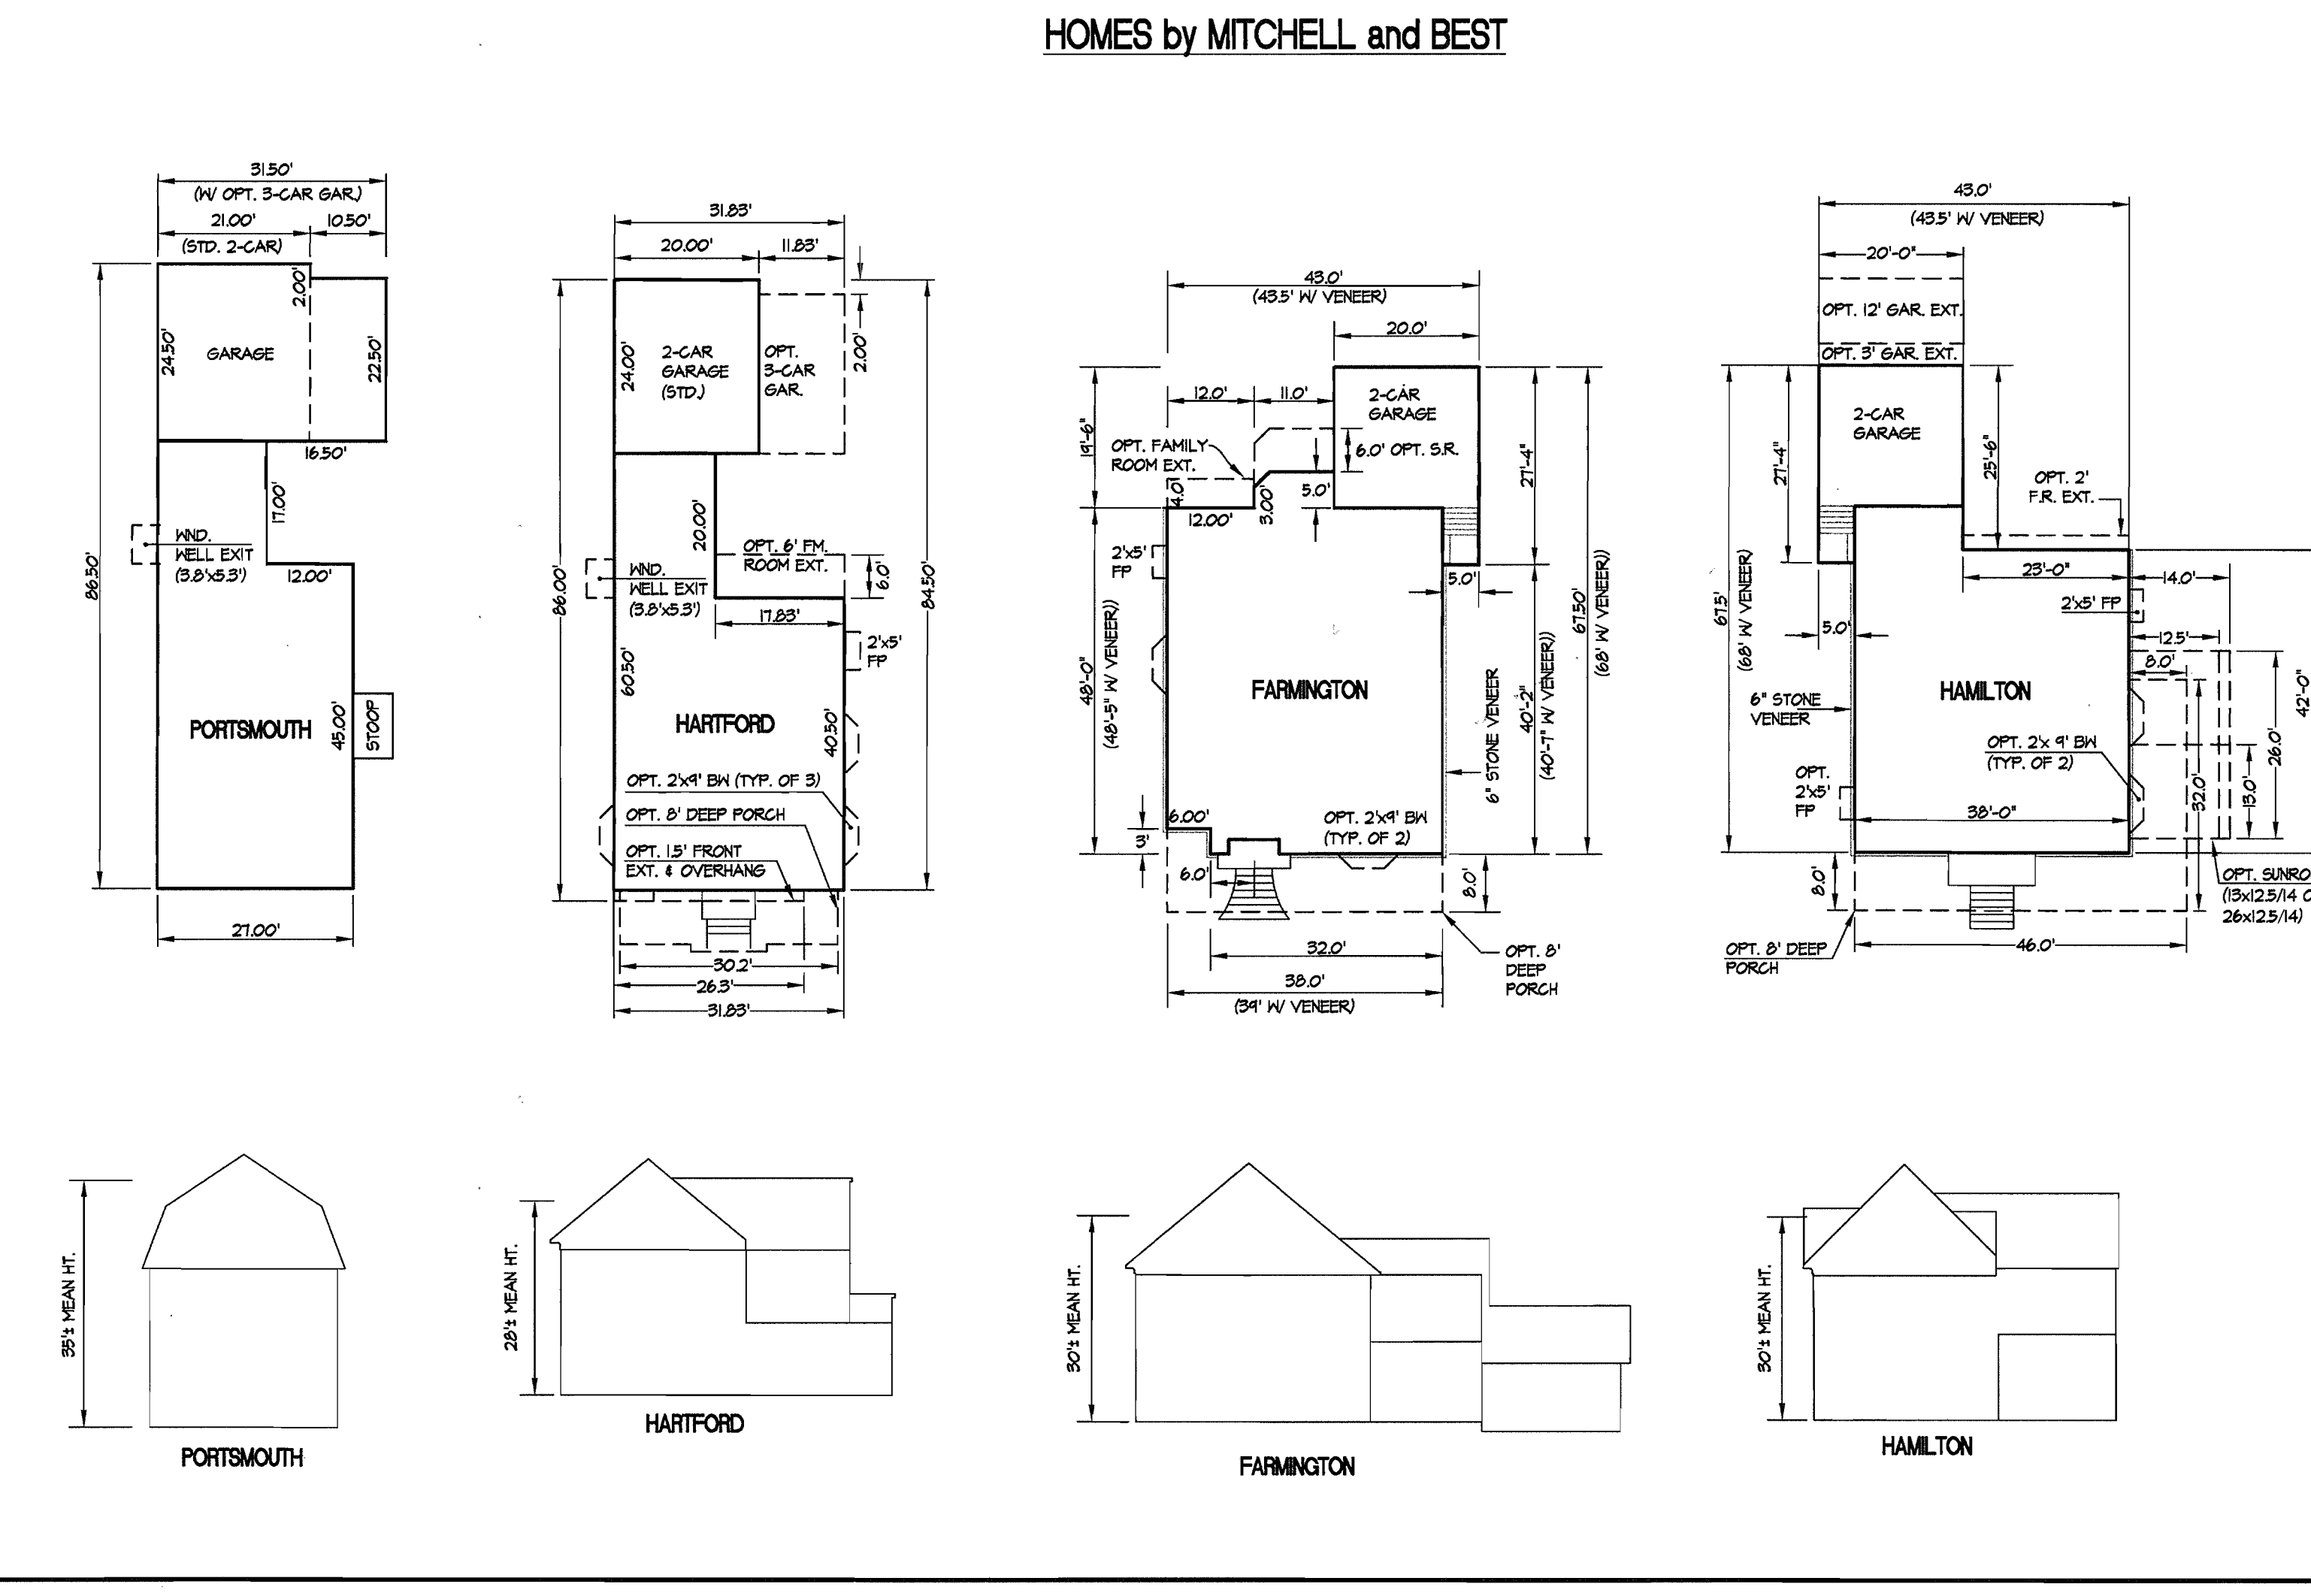 HOMES by MITCHELL and BEST
31.50'
(W/ OPT. 3-CAR GAR.)
21.00'
10.50'
(STD. 2-CAR)
2.00'
24.50'
GARAGE
22.50'
16.50'
17.00'
86.50'
WND.
WELL EXIT
(3.8'x5.3')
12.00'
PORTSMOUTH
45.00'
STOOP
27.00'
31.83'
20.00'
11.83'
2.00'
24.00'
2-CAR
GARAGE
(STD.)
OPT.
3-CAR
GAR.
20.00'
OPT. 6' FM.
ROOM EXT.
6.0'
86.00'
84.50'
WND.
WELL EXIT
(3.8'x5.3')
17.83'
2'x5'
FP
60.50'
HARTFORD
40.50'
OPT. 2'x9' BW (TYP. OF 3)
OPT. 8' DEEP PORCH
OPT. 1.5' FRONT
EXT. & OVERHANG
30.2'
26.3'
31.83'
43.0'
(43.5' W/ VENEER)
20.0'
12.0'
11.0'
2-CAR
GARAGE
19'-6"
OPT. FAMILY
ROOM EXT.
6.0' OPT. S.R.
27'-4"
4.0'
3.00'
5.0'
12.00'
2'x5'
FP
5.0'
67.50'
(68' W/ VENEER))
48'-0"
(48'-5" W/ VENEER))
FARMINGTON
6" STONE VENEER
40'-2"
(40'-7" W/ VENEER))
6.00'
3'
OPT. 2'x9' BW
(TYP. OF 2)
6.0'
8.0'
32.0'
OPT. 8'
DEEP
PORCH
38.0'
(39' W/ VENEER)
43.0'
(43.5' W/ VENEER)
20'-0"
OPT. 12' GAR. EXT.
OPT. 3' GAR. EXT.
2-CAR
GARAGE
27'-4"
25'-6"
OPT. 2'
F.R. EXT.
67.5'
(68' W/ VENEER)
23'-0"
14.0'
2'x5' FP
5.0'
12.5'
8.0'
6" STONE
VENEER
HAMILTON
42'-0"
OPT. 2'x 9' BW
(TYP. OF 2)
26.0'
32.0'
13.0'
OPT.
2'x5'
FP
38'-0"
8.0'
OPT. SUNRO
(13x12.5/14
26x12.5/14)
OPT. 8' DEEP
PORCH
46.0'
35'± MEAN HT.
PORTSMOUTH
28'± MEAN HT.
HARTFORD
30'± MEAN HT.
FARMINGTON
30'± MEAN HT.
HAMILTON